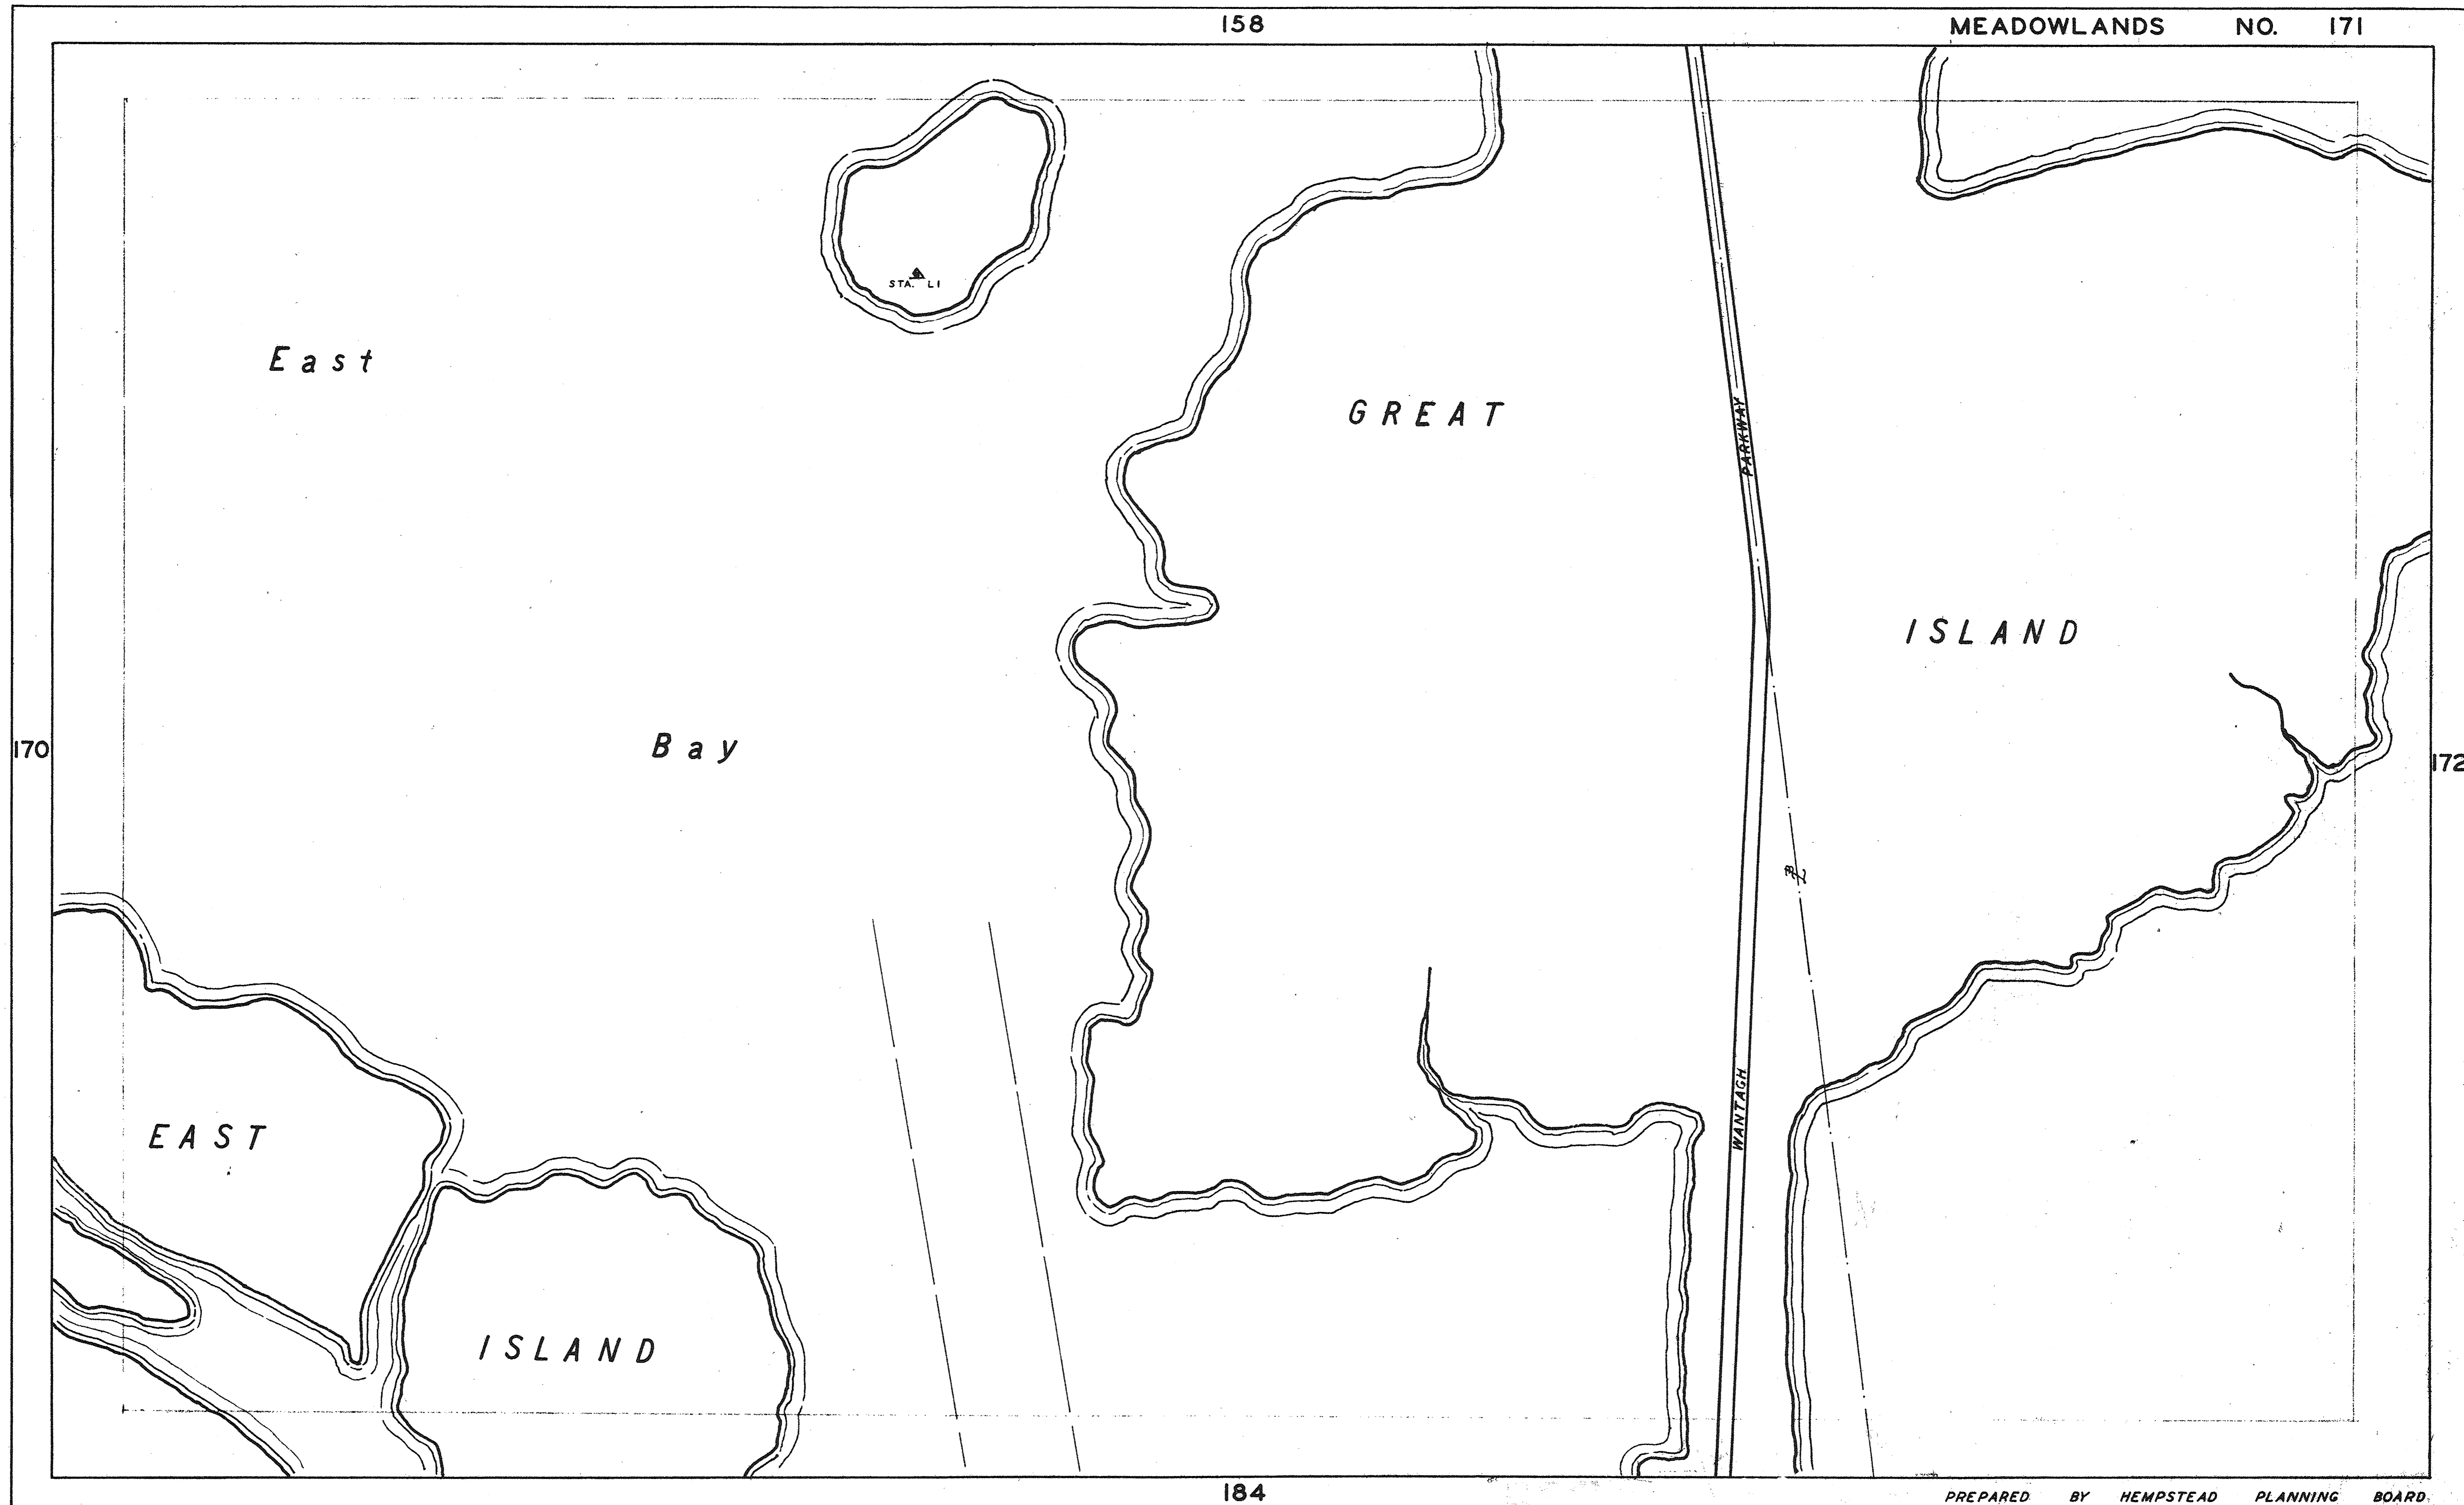 158
MEADOWLANDS NO. 171
STA. LI
East
GREAT
PARKWAY
ISLAND
Bay
170
172
EAST
WANTAGH
ISLAND
184
PREPARED BY HEMPSTEAD PLANNING BOARD.